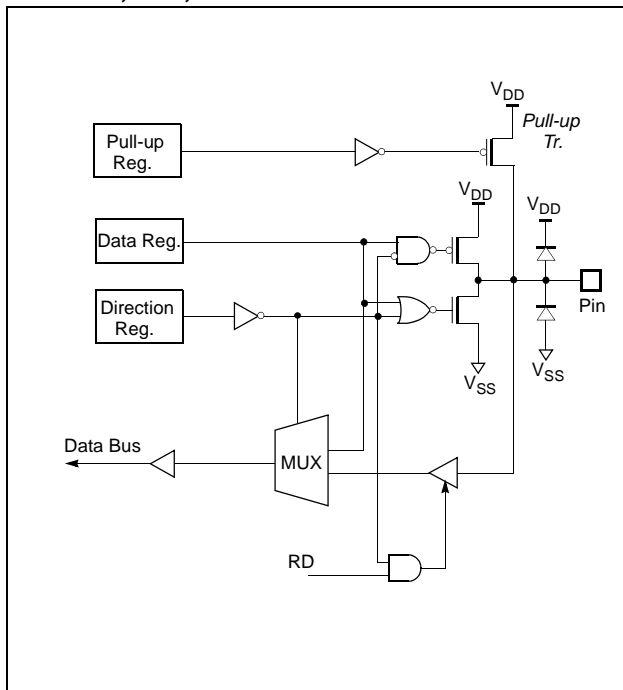 VDD
Pull-up
Tr.
Pull-up
Reg.
VDD
VDD
Data Reg.
Direction
Reg.
Pin
VSS
VSS
Data Bus
MUX
RD